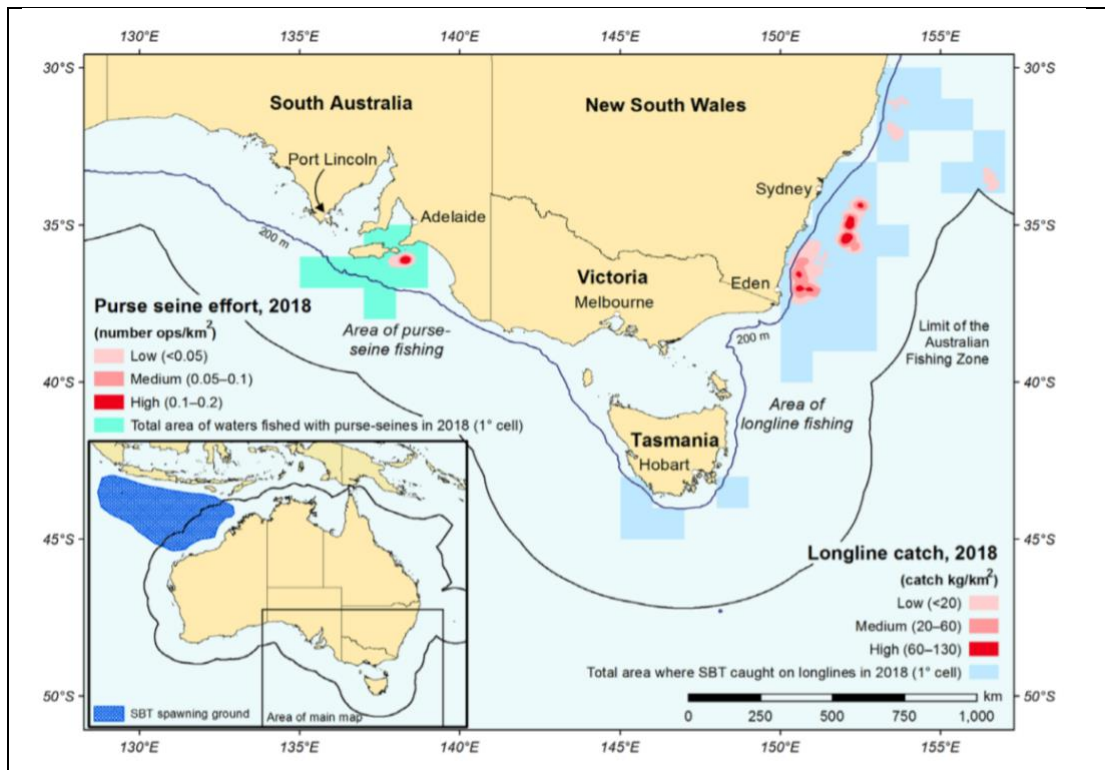 130°E 135°E 140°E 145°E 150°E 155°E
30°S 30°S
South Australia New South Wales
Port Lincoln
Sydney
Adelaide
35°S 35°S
200 m
Victoria
Eden
Melbourne
Purse seine effort, 2018
(number ops/km²)
Low (<0.05)
Medium (0.05–0.1)
High (0.1–0.2)
Total area of waters fished with purse-seines in 2018 (1° cell)
Area of purse-
seine fishing
200 m
Limit of the
Australian
Fishing Zone
40°S 40°S
Area of
longline fishing
Tasmania
Hobart
45°S 45°S
Longline catch, 2018
(catch kg/km²)
Low (<20)
Medium (20–60)
High (60–130)
Total area where SBT caught on longlines in 2018 (1° cell)
km
0 250 500 750 1,000
50°S 50°S
SBT spawning ground
Area of main map
130°E 135°E 140°E 145°E 150°E 155°E